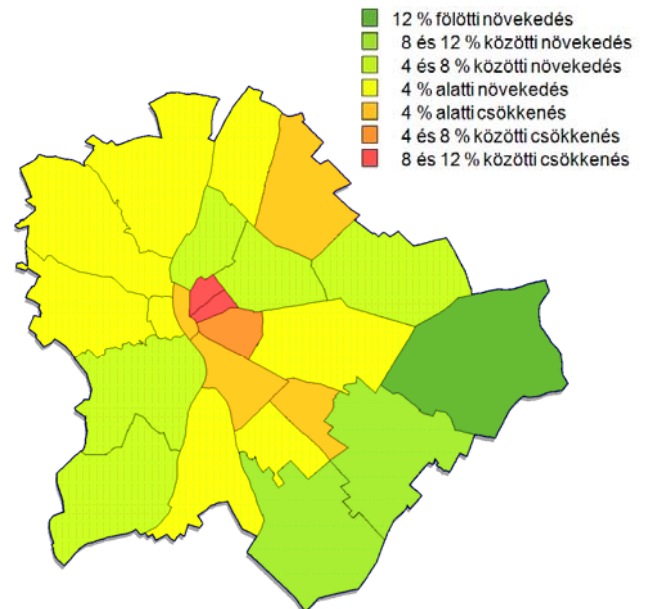 12 % fölötti növekedés
8 és 12 % közötti növekedés
4 és 8 % közötti növekedés
4 % alatti növekedés
4 % alatti csökkenés
4 és 8 % közötti csökkenés
8 és 12 % közötti csökkenés